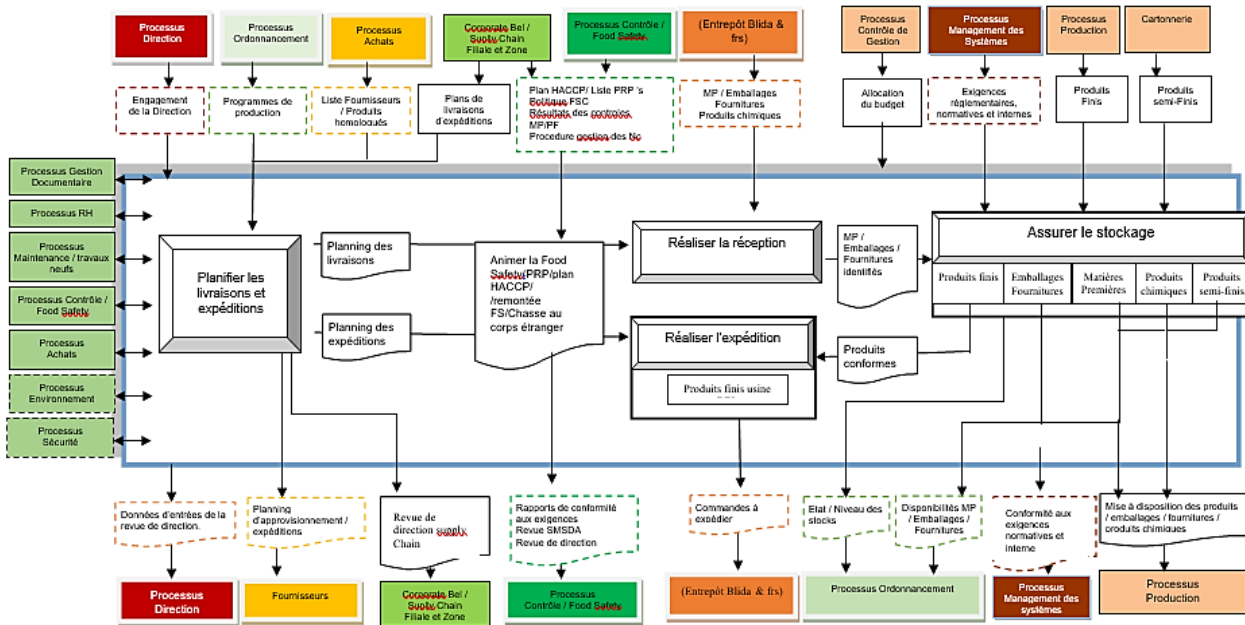 Processus
Direction
Processus
Ordonnancement
Processus
Achats
Corporate Bel /
Supty Chain
Filiale et Zone
Processus Contrôle /
Food Safety
(Entrepôt Blida &
frs)
Processus
Contrôle de
Gestion
Processus
Management des
Systèmes
Processus
Production
Cartonnerie
Engagement
de la Direction
Programmes de
production
Liste Fournisseurs
/ Produits
homologués
Plans de
livraisons
d'expéditions
Plan HACCP/ Liste PRP 's
Politique FSC
Résultats des controles
MP/PF
Procedure gestion des Nc
MP / Emballages
Fournitures
Produits chimiques
Allocation
du budget
Exigences
réglementaires,
normatives et internes
Produits
Finis
Produits
semi-Finis
Processus Gestion
Documentaire
Processus RH
Processus
Maintenance / travaux
neufs
Processus Contrôle /
Food Safety
Processus
Achats
Processus
Environnement
Processus
Sécurité
Planifier les
livraisons et
expéditions
Planning des
livraisons
Planning des
expéditions
Animer la Food
Safety(PRP/plan
HACCP/
/remontée
FS/Chasse au
corps étranger
Réaliser la réception
Réaliser l'expédition
Produits finis usine
MP /
Emballages /
Fournitures
identifiés
Produits
conformes
Assurer le stockage
Produits finis
Emballages
Fournitures
Matières
Premières
Produits
chimiques
Produits
semi-finis
Données d'entrées de la
revue de direction.
Planning
d'approvisionnement /
expéditions
Revue de
direction supply
Chain
Rapports de conformité
aux exigences
Revue SMSDA
Revue de direction
Commandes à
expédier
Etat / Niveau des
stocks
Disponibilités MP
/ Emballages /
Fournitures
Conformité aux
exigences
normatives et
interne
Mise à disposition des produits
/ emballages / fournitures /
produits chimiques
Processus
Direction
Fournisseurs
Corporate Bel /
Supty Chain
Filiale et Zone
Processus
Contrôle / Food Safety
(Entrepôt Blida & frs)
Processus Ordonnancement
Processus
Management des
systèmes
Processus
Production